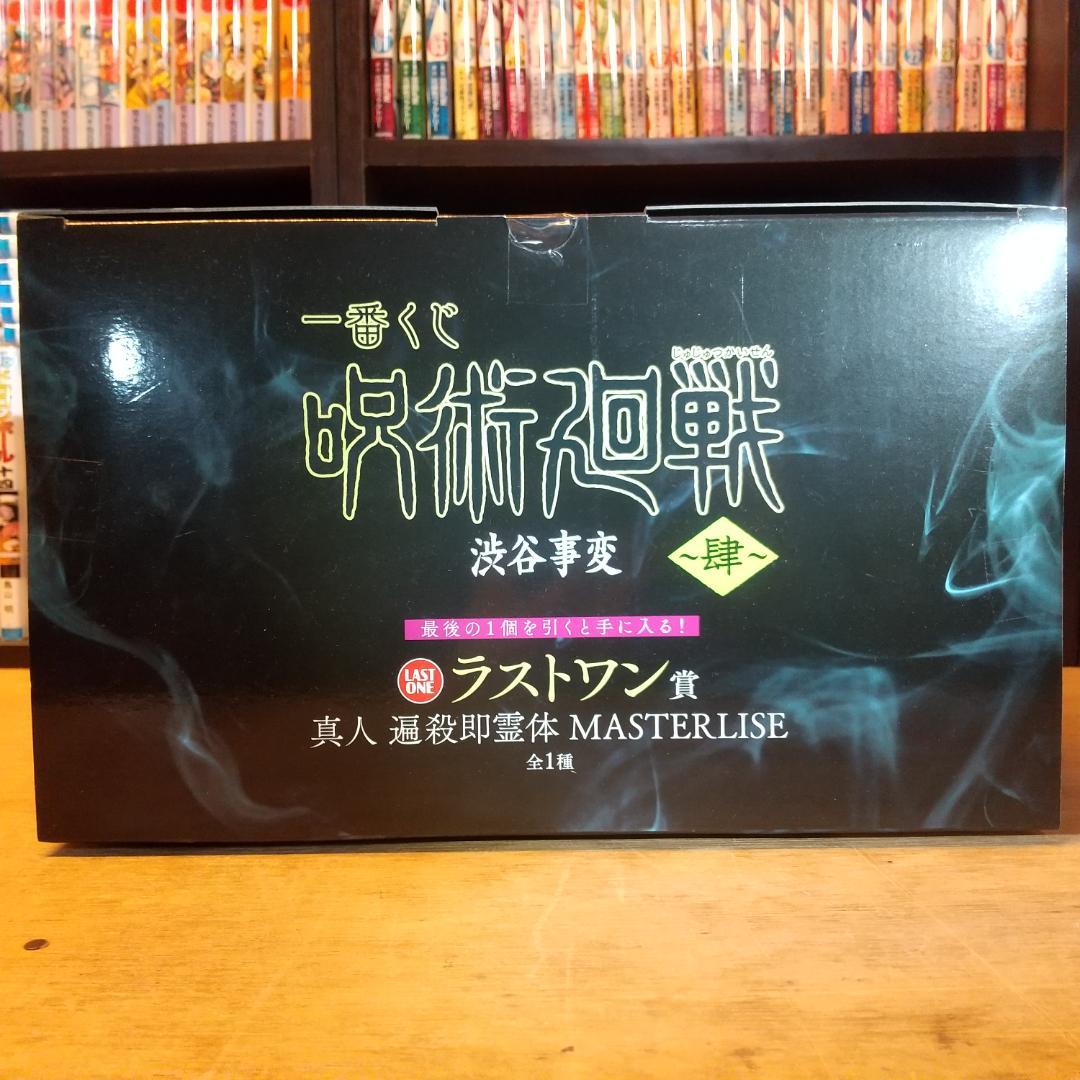 一番くじ
じゅじゅつかいせん
呪術廻戦
渋谷事変
~肆~
最後の1個を引くと手に入る!
LAST ONE
ラストワン賞
真人 遍殺即霊体 MASTERLISE
全1種